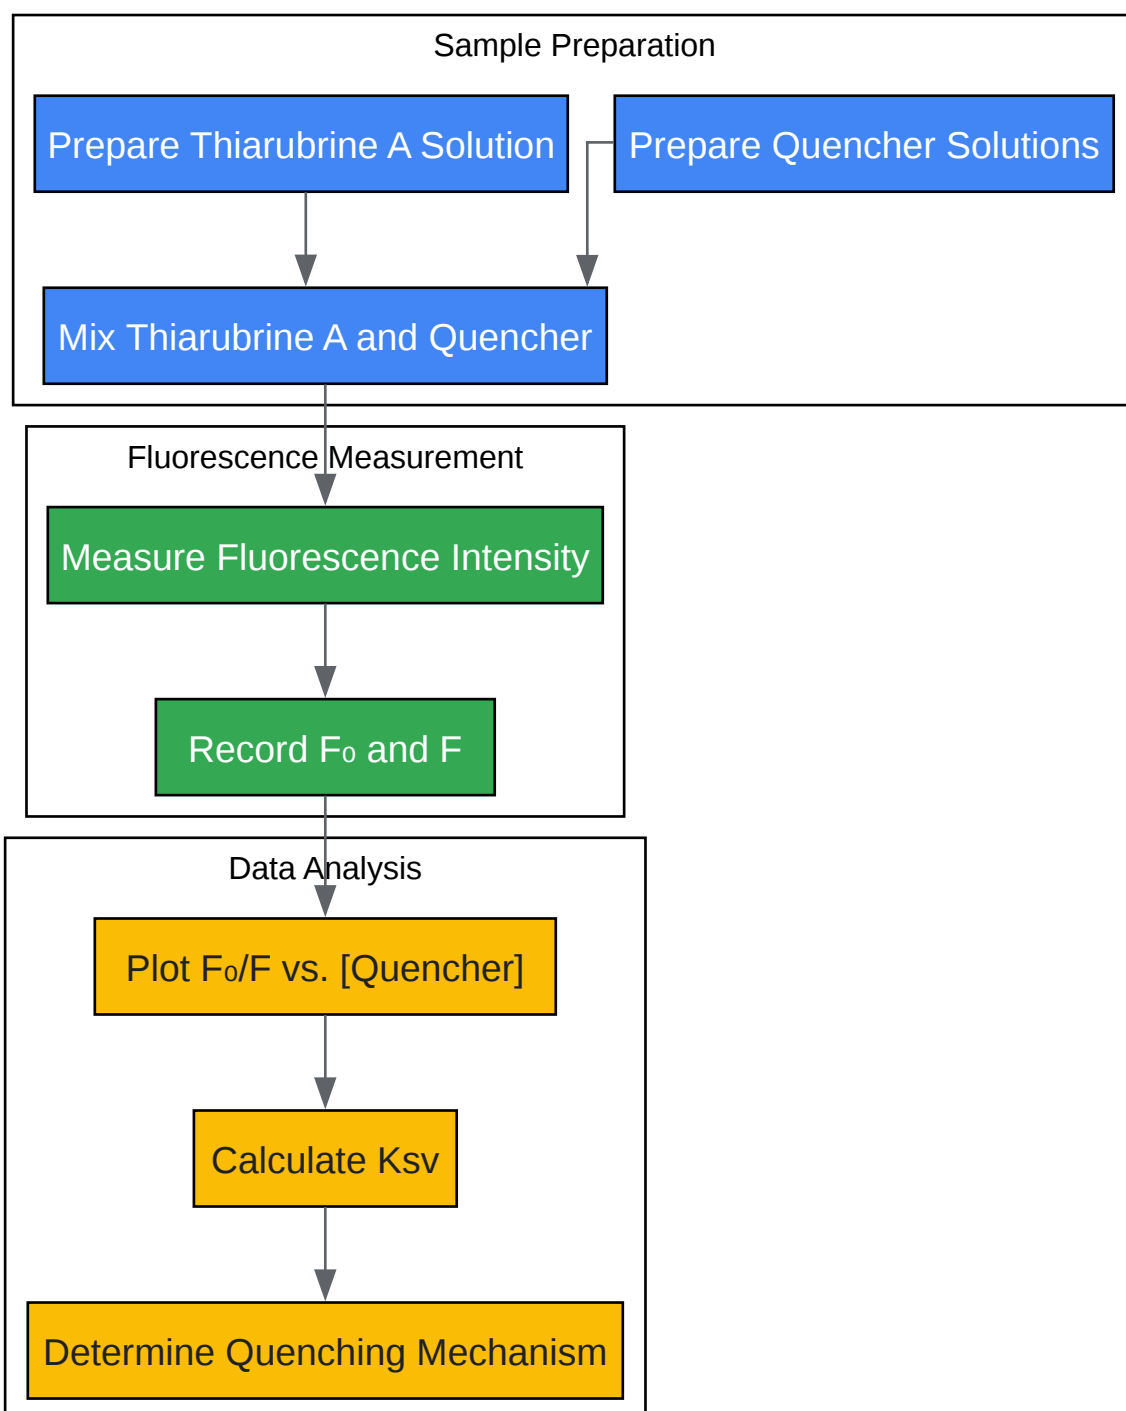 Sample Preparation
Prepare Thiarubrine A Solution
Prepare Quencher Solutions
Mix Thiarubrine A and Quencher
Fluorescence Measurement
Measure Fluorescence Intensity
Record F₀ and F
Data Analysis
Plot F₀/F vs. [Quencher]
Calculate Ksv
Determine Quenching Mechanism